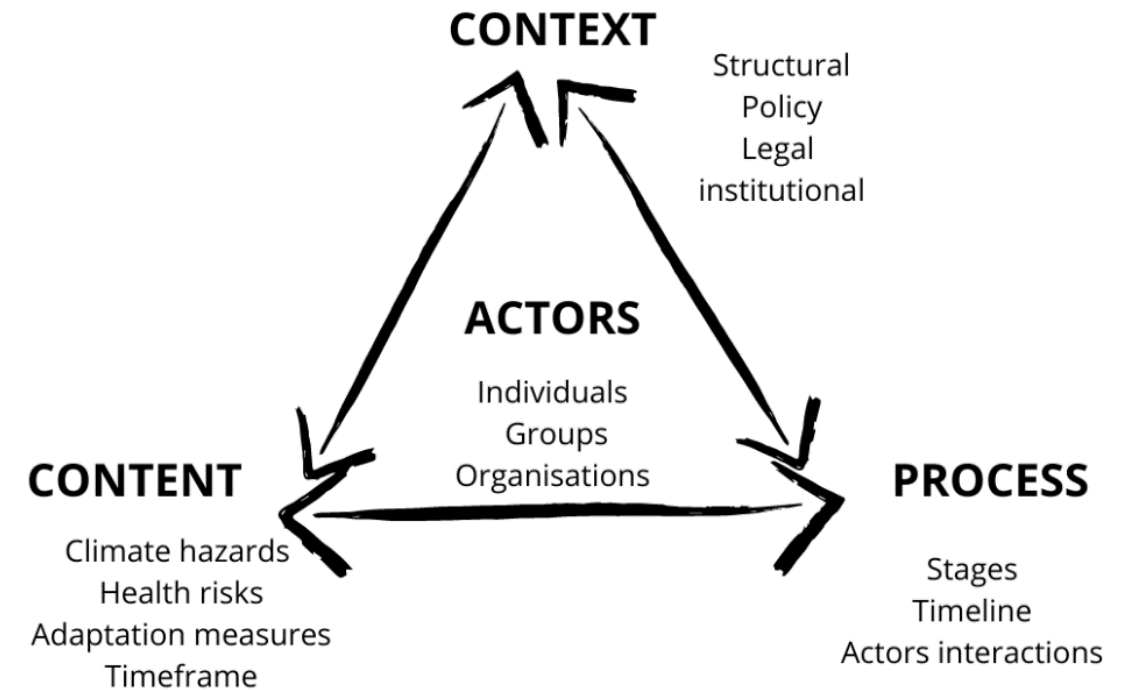 CONTEXT
Structural
Policy
Legal
institutional
ACTORS
Individuals
Groups
Organisations
CONTENT
Climate hazards
Health risks
Adaptation measures
Timeframe
PROCESS
Stages
Timeline
Actors interactions